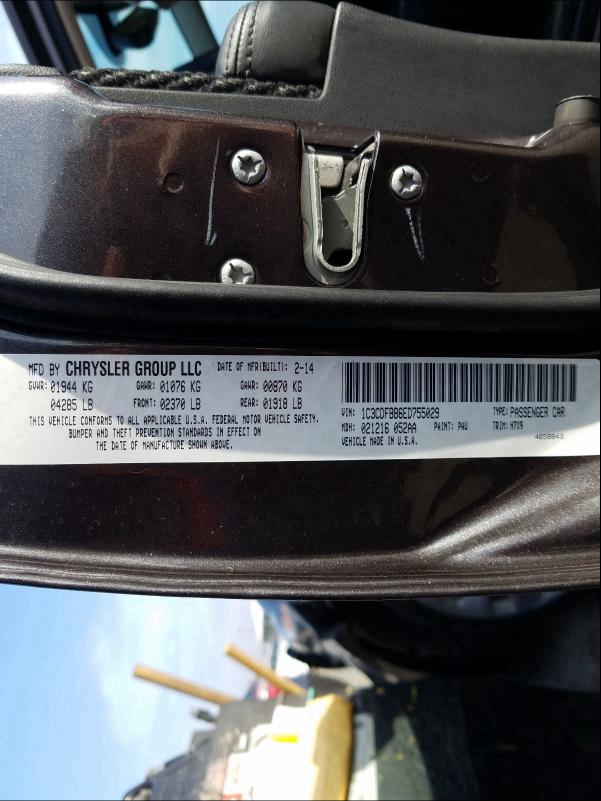 MFD BY CHRYSLER GROUP LLC DATE OF MFR(BUILT): 2-14
GVWR: 01944 KG GAWR: 01076 KG GAWR: 00870 KG
04285 LB FRONT: 02370 LB REAR: 01918 LB
THIS VEHICLE CONFORMS TO ALL APPLICABLE U.S.A. FEDERAL MOTOR VEHICLE SAFETY,
BUMPER AND THEFT PREVENTION STANDARDS IN EFFECT ON
THE DATE OF MANUFACTURE SHOWN ABOVE.
VIN: 1C3CDFBB6ED755029 TYPE: PASSENGER CAR
MDH: 021216 052AA PAINT: PAU TRIM: H7X9
VEHICLE MADE IN U.S.A. 4658843